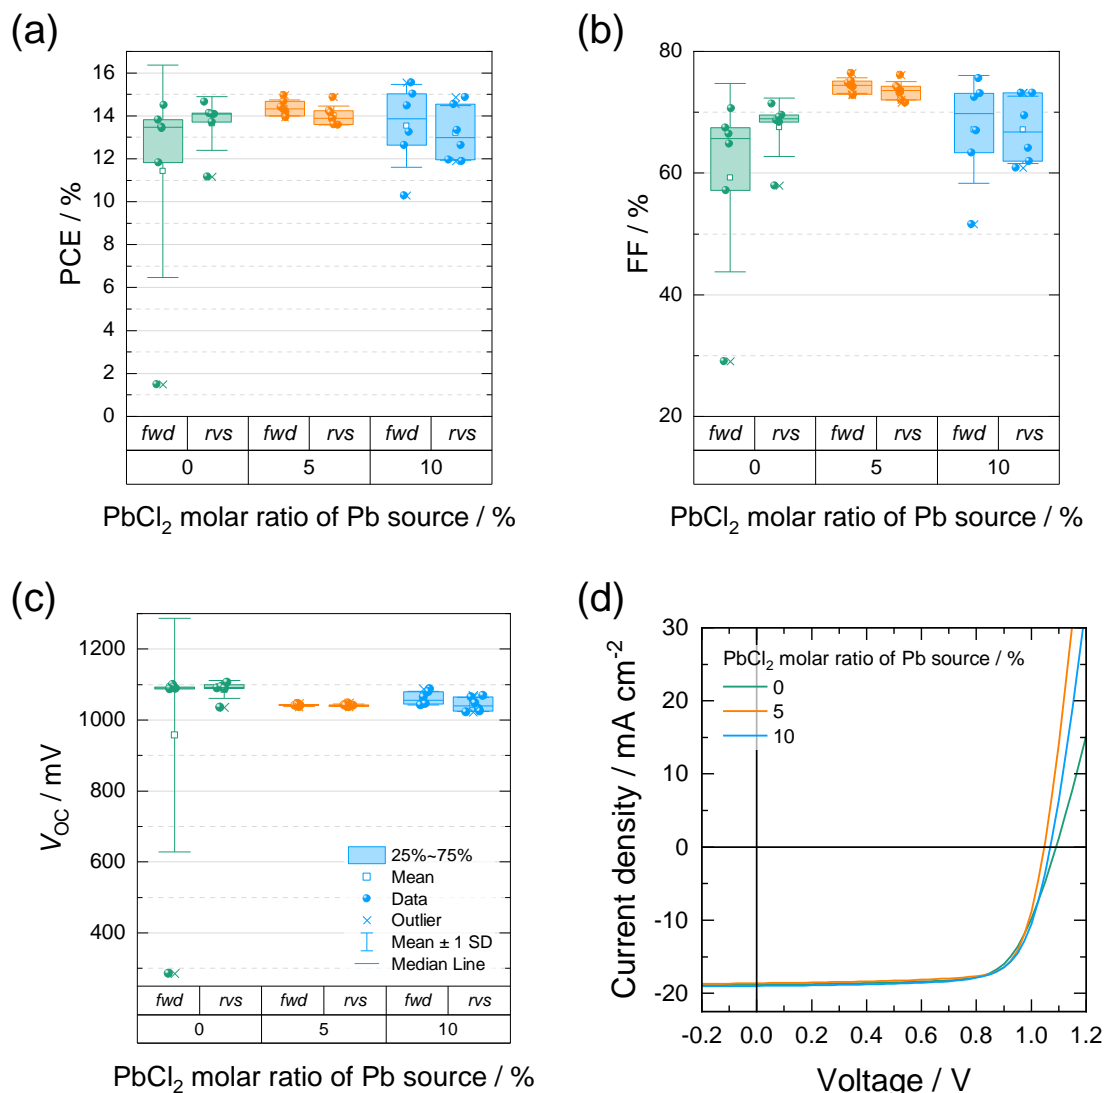 (a)
16
14
12
10
8
6
4
2
0
PCE / %
fwd rvs fwd rvs fwd rvs
0 5 10
PbCl₂ molar ratio of Pb source / %
(b)
80
60
40
20
FF / %
fwd rvs fwd rvs fwd rvs
0 5 10
PbCl₂ molar ratio of Pb source / %
(c)
1200
1000
800
600
400
V_OC / mV
25%~75%
Mean
Data
Outlier
Mean ± 1 SD
Median Line
fwd rvs fwd rvs fwd rvs
0 5 10
PbCl₂ molar ratio of Pb source / %
(d)
30
20
10
0
-10
-20
Current density / mA cm⁻²
PbCl₂ molar ratio of Pb source / %
0
5
10
-0.2 0.0 0.2 0.4 0.6 0.8 1.0 1.2
Voltage / V